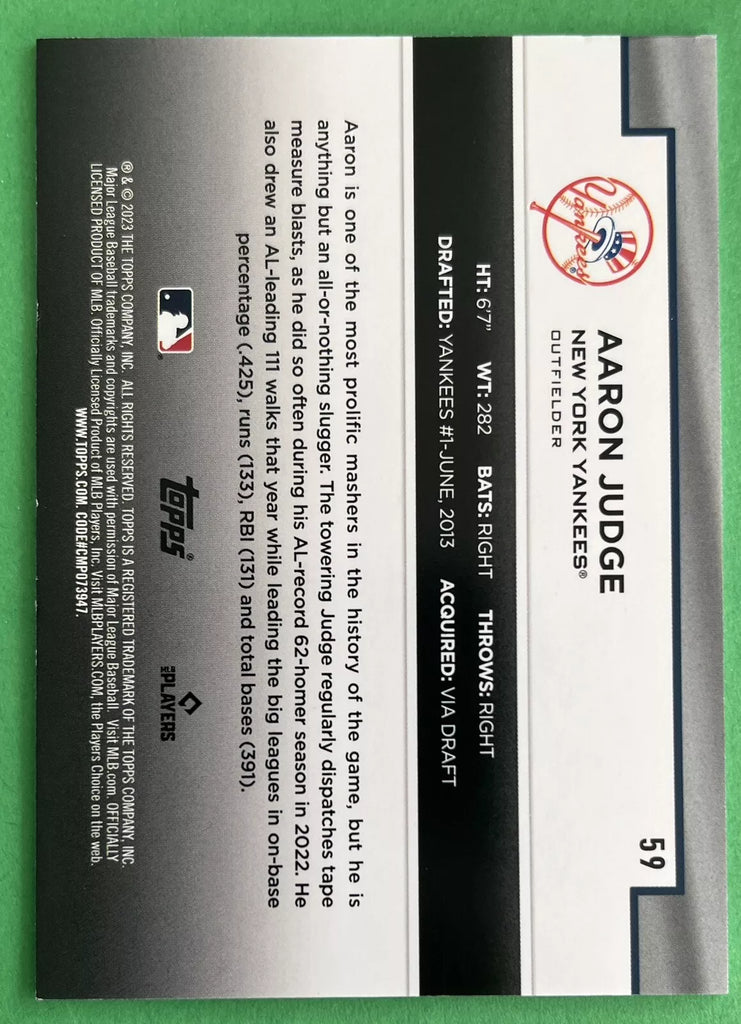 59
Yankees®
AARON JUDGE
NEW YORK YANKEES®
OUTFIELDER
HT: 6'7" WT: 282 BATS: RIGHT THROWS: RIGHT
DRAFTED: YANKEES #1-JUNE, 2013 ACQUIRED: VIA DRAFT
Aaron is one of the most prolific mashers in the history of the game, but he is
anything but an all-or-nothing slugger. The towering Judge regularly dispatches tape
measure blasts, as he did so often during his AL-record 62-homer season in 2022. He
also drew an AL-leading 111 walks that year while leading the big leagues in on-base
percentage (.425), runs (133), RBI (131) and total bases (391).
topps®
MLB PLAYERS
® & © 2023 THE TOPPS COMPANY, INC. ALL RIGHTS RESERVED. TOPPS IS A REGISTERED TRADEMARK OF THE TOPPS COMPANY, INC.
Major League Baseball trademarks and copyrights are used with permission of Major League Baseball. Visit MLB.com. OFFICIALLY
LICENSED PRODUCT OF MLB. Officially Licensed Product of MLB Players, Inc. Visit MLBPLAYERS.COM, the Players Choice on the web.
WWW.TOPPS.COM. CODE#CMP073947.